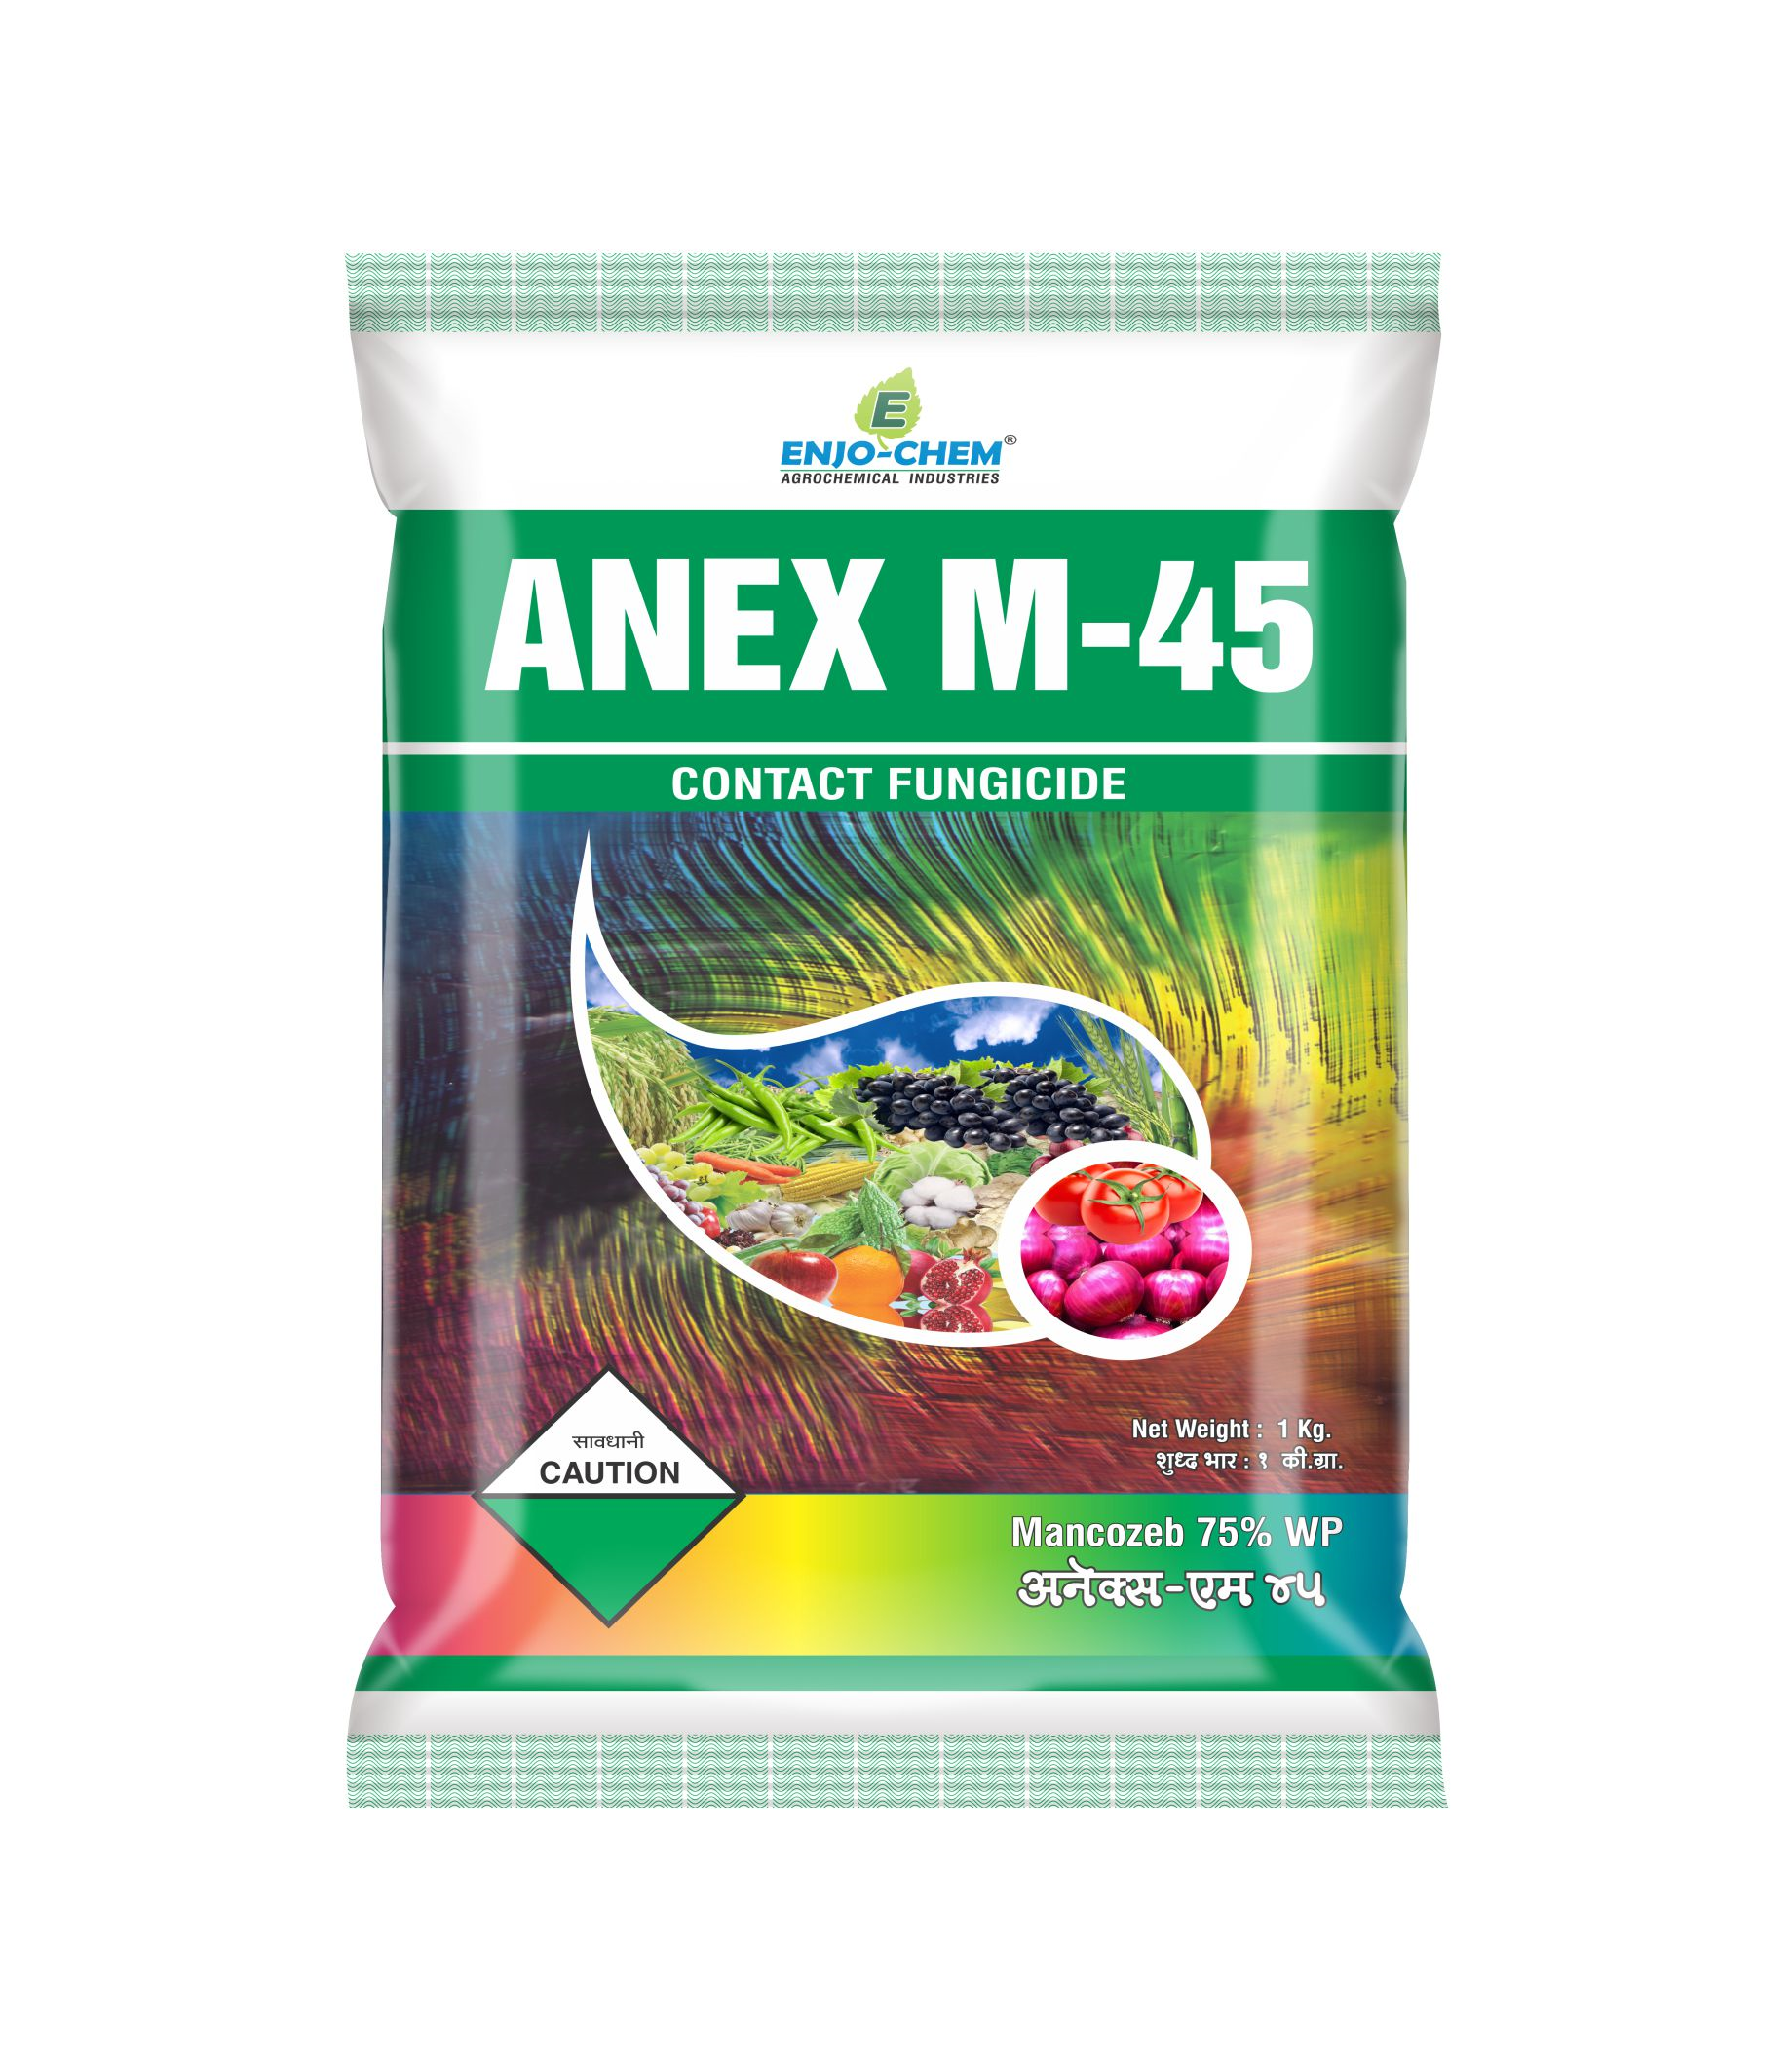 E
ENJO-CHEM®
AGROCHEMICAL INDUSTRIES
ANEX M-45
CONTACT FUNGICIDE
सावधानी
CAUTION
Net Weight : 1 Kg.
शुध्द भार : १ की.ग्रा.
Mancozeb 75% WP
अनेक्स-एम ४५